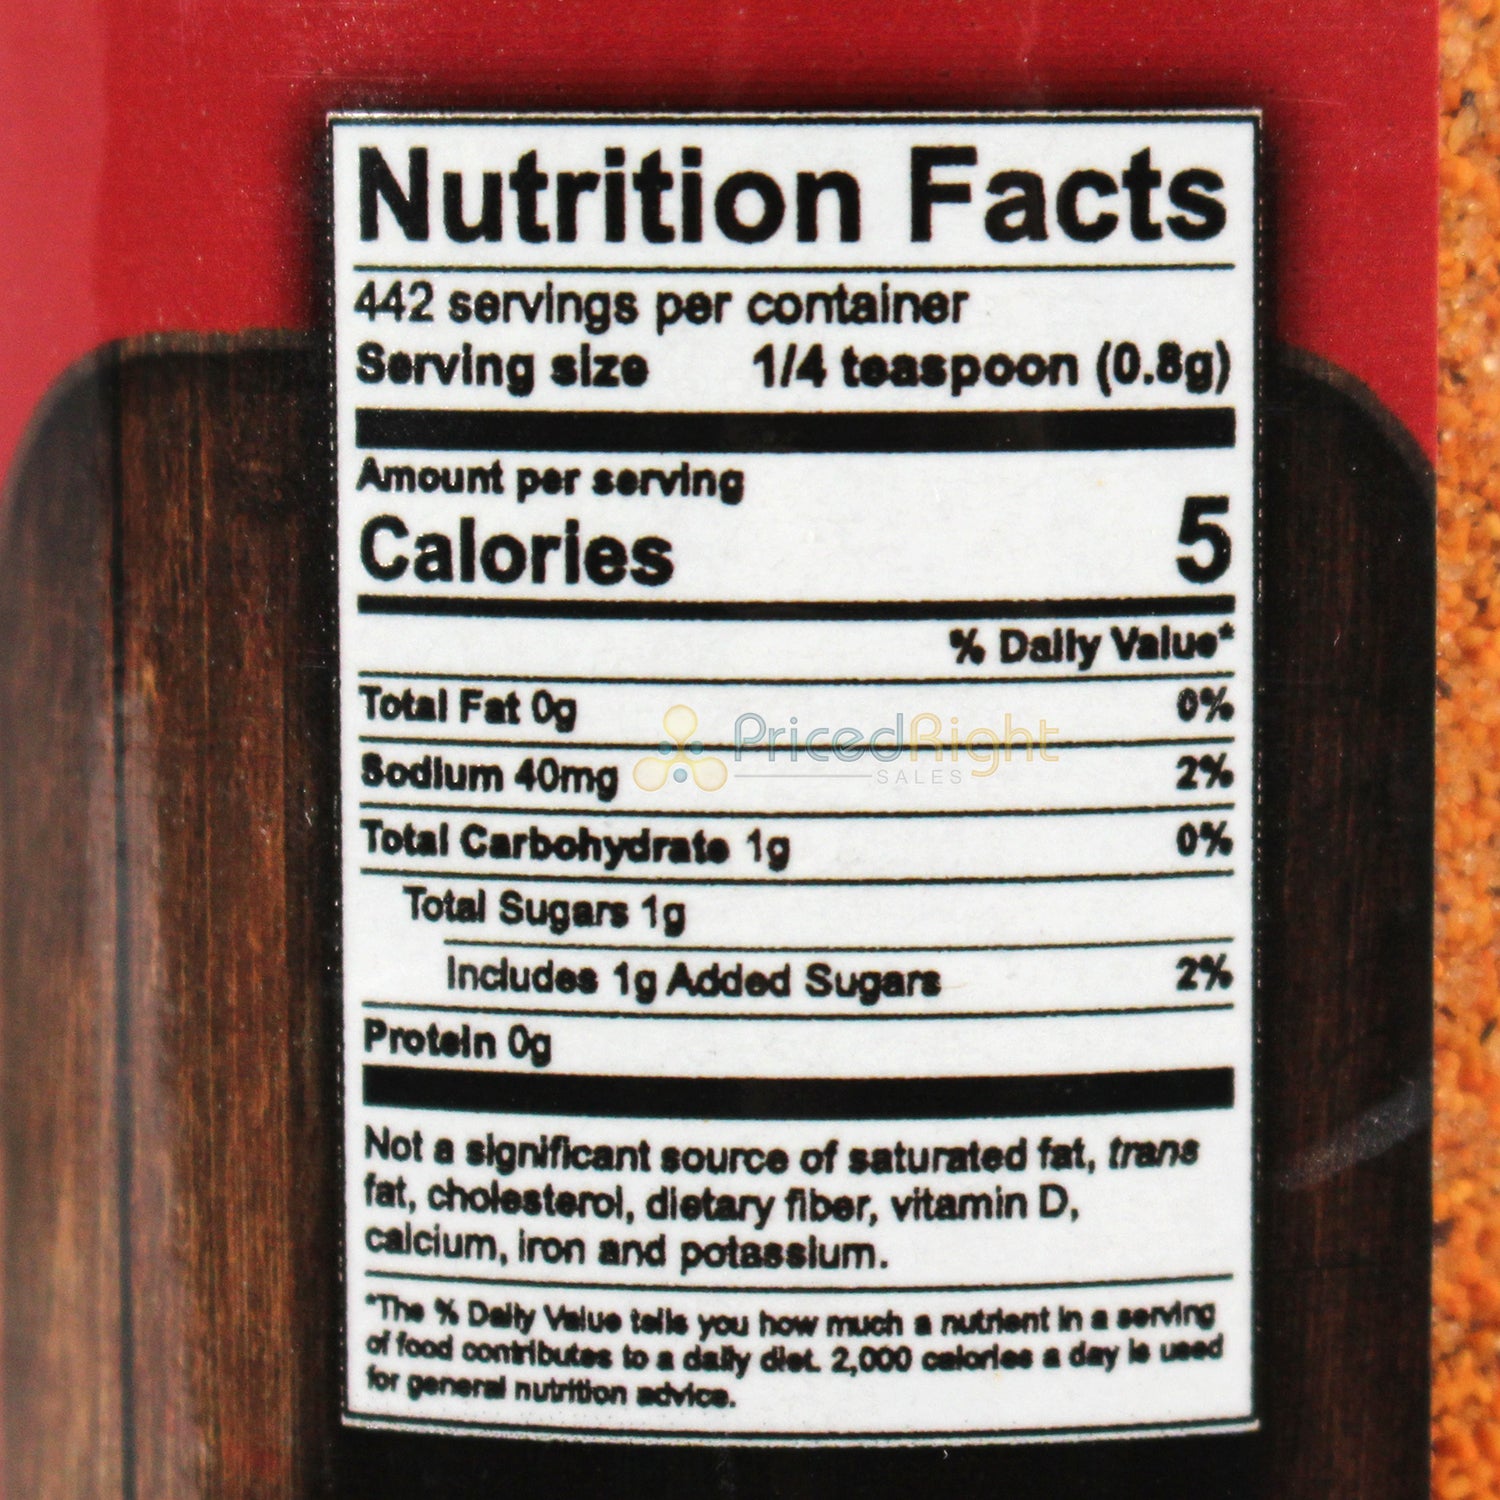 Nutrition Facts
442 servings per container
Serving size 1/4 teaspoon (0.8g)
Amount per serving
Calories 5
% Daily Value*
Total Fat 0g 0%
PricedRight
SALES
Sodium 40mg 2%
Total Carbohydrate 1g 0%
Total Sugars 1g
Includes 1g Added Sugars 2%
Protein 0g
Not a significant source of saturated fat, trans
fat, cholesterol, dietary fiber, vitamin D,
calcium, iron and potassium.
*The % Daily Value tells you how much a nutrient in a serving
of food contributes to a daily diet. 2,000 calories a day is used
for general nutrition advice.